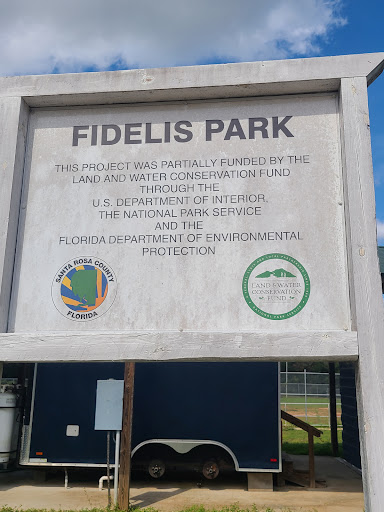 FIDELIS PARK
THIS PROJECT WAS PARTIALLY FUNDED BY THE
LAND AND WATER CONSERVATION FUND
THROUGH THE
U.S. DEPARTMENT OF INTERIOR,
THE NATIONAL PARK SERVICE
AND THE
FLORIDA DEPARTMENT OF ENVIRONMENTAL
PROTECTION
SANTA ROSA COUNTY
FLORIDA
LAND & WATER
CONSERVATION
FUND